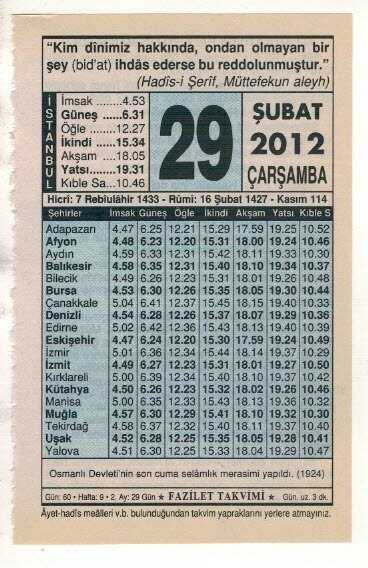 “Kim dînimiz hakkında, ondan olmayan bir
şey (bid'at) ihdâs ederse bu reddolunmuştur.”
(Hadîs-i Şerîf, Müttefekun aleyh)
İSTANBUL
İmsak ........4.53
Güneş ......6.31
Öğle ........12.27
İkindi ......15.34
Akşam ....18.05
Yatsı........19.31
Kıble Sa...10.46
29
ŞUBAT
2012
ÇARŞAMBA
Hicrî: 7 Rebîulâhir 1433 - Rûmî: 16 Şubat 1427 - Kasım 114
Şehirler İmsak Güneş Öğle İkindi Akşam Yatsı Kıble S
Adapazarı 4.47 6.25 12.21 15.29 17.59 19.25 10.52
Afyon 4.48 6.23 12.20 15.31 18.00 19.24 10.46
Aydın 4.59 6.33 12.31 15.42 18.11 19.33 10.30
Balıkesir 4.58 6.35 12.31 15.40 18.10 19.34 10.37
Bilecik 4.49 6.26 12.23 15.31 18.01 19.26 10.48
Bursa 4.53 6.30 12.26 15.35 18.05 19.30 10.44
Çanakkale 5.04 6.41 12.37 15.45 18.15 19.40 10.33
Denizli 4.54 6.28 12.26 15.37 18.07 19.29 10.36
Edirne 5.02 6.42 12.36 15.43 18.13 19.40 10.39
Eskişehir 4.47 6.24 12.20 15.30 17.59 19.24 10.49
İzmir 5.01 6.36 12.34 15.44 18.14 19.37 10.29
İzmit 4.49 6.27 12.23 15.31 18.01 19.27 10.50
Kırklareli 5.00 6.39 12.34 15.40 18.10 19.37 10.42
Kütahya 4.50 6.26 12.23 15.32 18.02 19.26 10.46
Manisa 5.00 6.35 12.33 15.43 18.13 19.36 10.30
Muğla 4.57 6.30 12.29 15.41 18.10 19.32 10.30
Tekirdağ 4.58 6.37 12.32 15.40 18.11 19.37 10.40
Uşak 4.52 6.28 12.25 15.35 18.05 19.28 10.41
Yalova 4.51 6.30 12.25 15.33 18.04 19.29 10.47
Osmanlı Devleti'nin son cuma selâmlık merasimi yapıldı. (1924)
Gün: 60 • Hafta: 9 • 2. Ay: 29 Gün ★ FAZİLET TAKVİMİ ★ Gün. uz. 3 dk.
Âyet-hadîs meâlleri v.b. bulunduğundan takvim yapraklarını yerlere atmayınız.